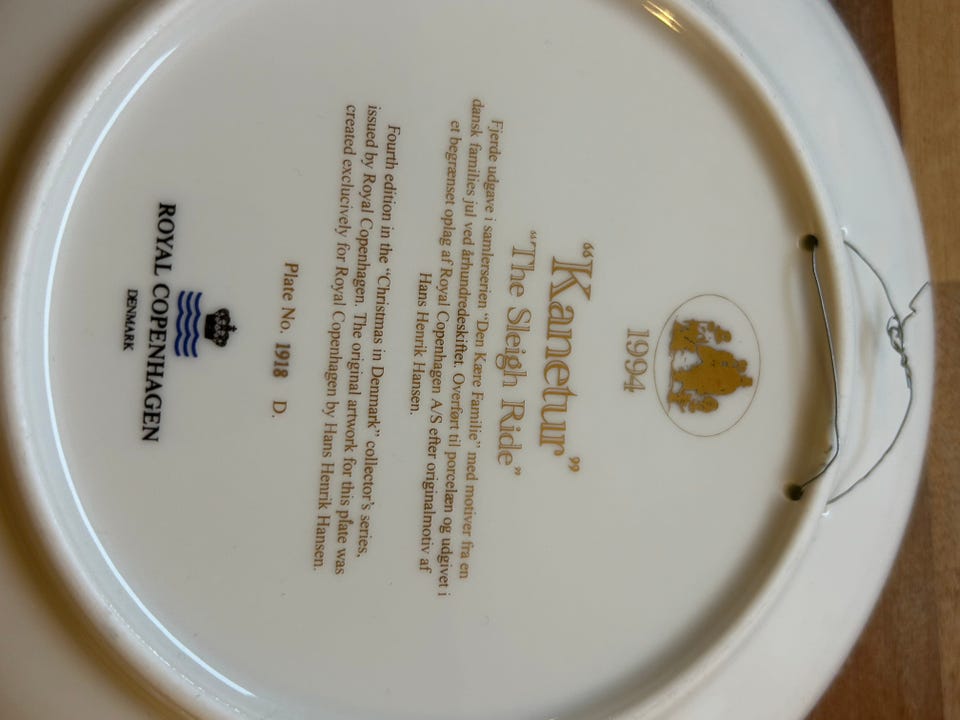 1994
“Kanetur”
“The Sleigh Ride”
Fjerde udgave i samlerserien “Den Kære Familie” med motiver fra en
dansk families jul ved århundredeskiftet. Overført til porcelæn og udgivet i
et begrænset oplag af Royal Copenhagen A/S efter originalmotiv af
Hans Henrik Hansen.
Fourth edition in the “Christmas in Denmark” collector's series,
issued by Royal Copenhagen. The original artwork for this plate was
created exclucively for Royal Copenhagen by Hans Henrik Hansen.
Plate No. 1918 D.
ROYAL COPENHAGEN
DENMARK